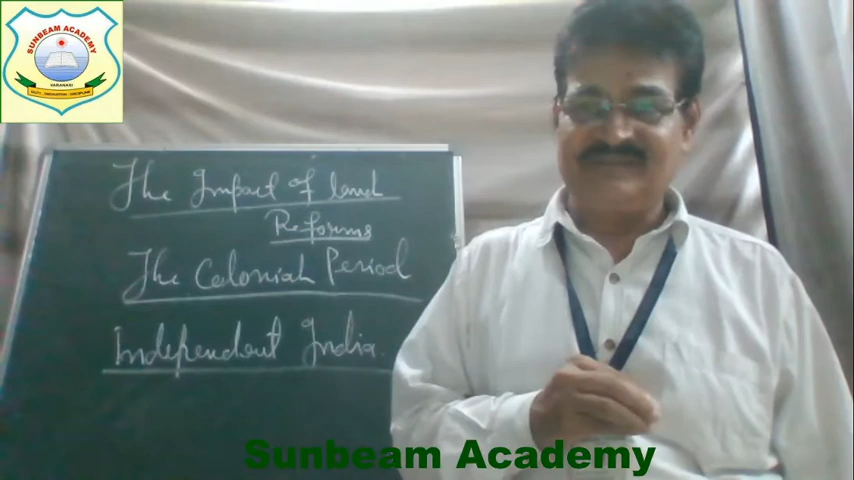 SUNBEAM ACADEMY
VARANASI
The Impact of land
Reforms
The Colonial Period
Independent India.
Sunbeam Academy